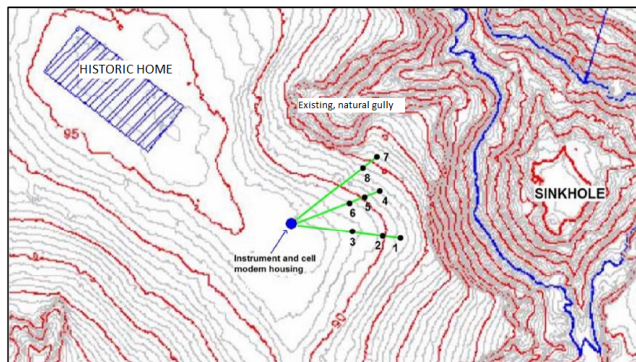 HISTORIC HOME
Existing, natural gully
95
7
8
4
5
6
SINKHOLE
3
2
1
Instrument and cell
modem housing
90